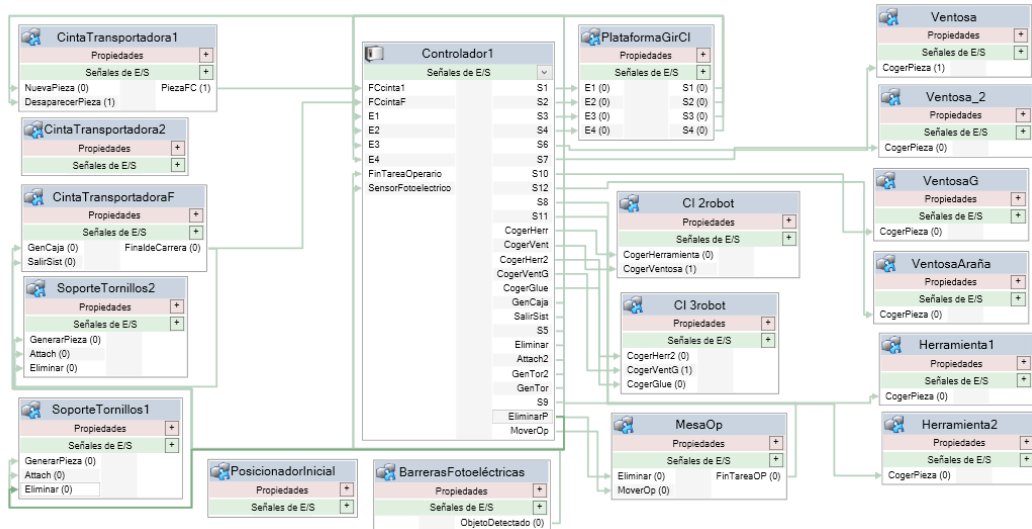 CintaTransportadora1
Propiedades +
Señales de E/S +
NuevaPieza (0) PiezaFC (1)
DesaparecerPieza (1)
CintaTransportadora2
Propiedades +
Señales de E/S +
CintaTransportadoraF
Propiedades +
Señales de E/S +
GenCaja (0) FinaldeCarrera (0)
SalirSist (0)
SoporteTornillos2
Propiedades +
Señales de E/S +
GenerarPieza (0)
Attach (0)
Eliminar (0)
SoporteTornillos1
Propiedades +
Señales de E/S +
GenerarPieza (0)
Attach (0)
Eliminar (0)
PosicionadorInicial
Propiedades +
Señales de E/S +
BarrerasFotoeléctricas
Propiedades +
Señales de E/S +
ObjetoDetectado (0)
Controlador1
Señales de E/S
FCcinta1 S1
FCcintaF S2
E1 S3
E2 S4
E3 S6
E4 S7
FinTareaOperario S10
SensorFotoelectrico S12
S8
S11
CogerHerr
CogerVent
CogerHerr2
CogerVentG
CogerGlue
GenCaja
SalirSist
S5
Eliminar
Attach2
GenTor2
GenTor
S9
EliminarP
MoverOp
PlataformaGirCI
Propiedades +
Señales de E/S +
E1 (0) S1 (0)
E2 (0) S2 (0)
E3 (0) S3 (0)
E4 (0) S4 (0)
CI 2robot
Propiedades +
Señales de E/S +
CogerHerramienta (0)
CogerVentosa (1)
CI 3robot
Propiedades +
Señales de E/S +
CogerHerr2 (0)
CogerVentG (1)
CogerGlue (0)
MesaOp
Propiedades +
Señales de E/S +
Eliminar (0) FinTareaOP (0)
MoverOp (0)
Ventosa
Propiedades +
Señales de E/S +
CogerPieza (1)
Ventosa_2
Propiedades +
Señales de E/S +
CogerPieza (0)
VentosaG
Propiedades +
Señales de E/S +
CogerPieza (0)
VentosaAraña
Propiedades +
Señales de E/S +
CogerPieza (0)
Herramienta1
Propiedades +
Señales de E/S +
CogerPieza (0)
Herramienta2
Propiedades +
Señales de E/S +
CogerPieza (0)